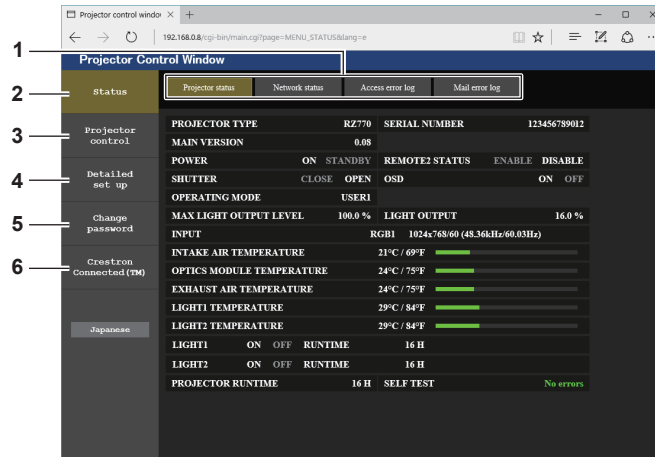 Projector control window
192.168.0.8/cgi-bin/main.cgi?page=MENU_STATUS&lang=e
1
Projector Control Window
2
Status
Projector status
Network status
Access error log
Mail error log
3
Projector control
4
Detailed set up
5
Change password
6
Crestron Connected(TM)
Japanese
PROJECTOR TYPE RZ770 SERIAL NUMBER 123456789012
MAIN VERSION 0.08
POWER ON STANDBY REMOTE2 STATUS ENABLE DISABLE
SHUTTER CLOSE OPEN OSD ON OFF
OPERATING MODE USER1
MAX LIGHT OUTPUT LEVEL 100.0 % LIGHT OUTPUT 16.0 %
INPUT RGB1 1024x768/60 (48.36kHz/60.03Hz)
INTAKE AIR TEMPERATURE 21°C / 69°F
OPTICS MODULE TEMPERATURE 24°C / 75°F
EXHAUST AIR TEMPERATURE 24°C / 75°F
LIGHT1 TEMPERATURE 29°C / 84°F
LIGHT2 TEMPERATURE 29°C / 84°F
LIGHT1 ON OFF RUNTIME 16 H
LIGHT2 ON OFF RUNTIME 16 H
PROJECTOR RUNTIME 16 H SELF TEST No errors